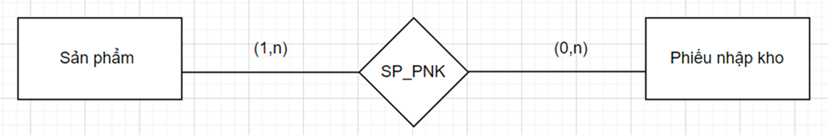 Sản phẩm
(1,n)
SP_PNK
(0,n)
Phiếu nhập kho